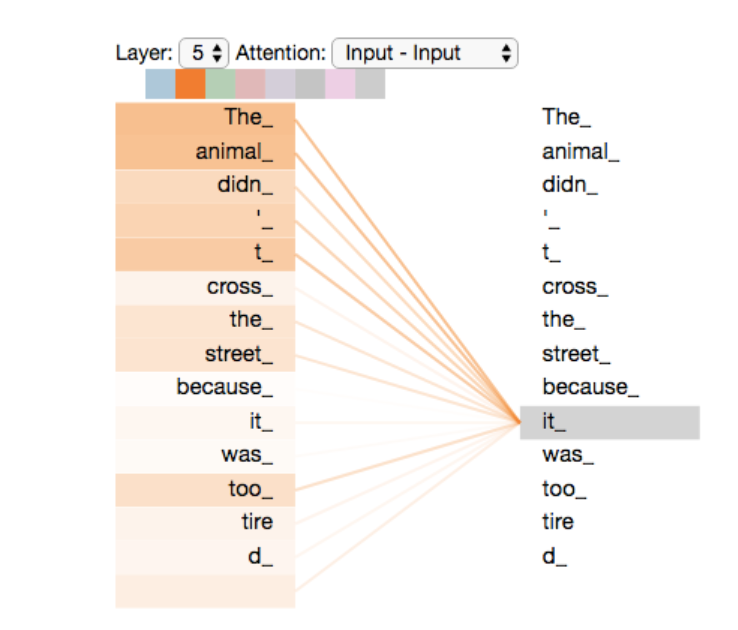 Layer: 5 Attention: Input - Input
The_ The_
animal_ animal_
didn_ didn_
'_ '_
t_ t_
cross_ cross_
the_ the_
street_ street_
because_ because_
it_ it_
was_ was_
too_ too_
tire tire
d_ d_